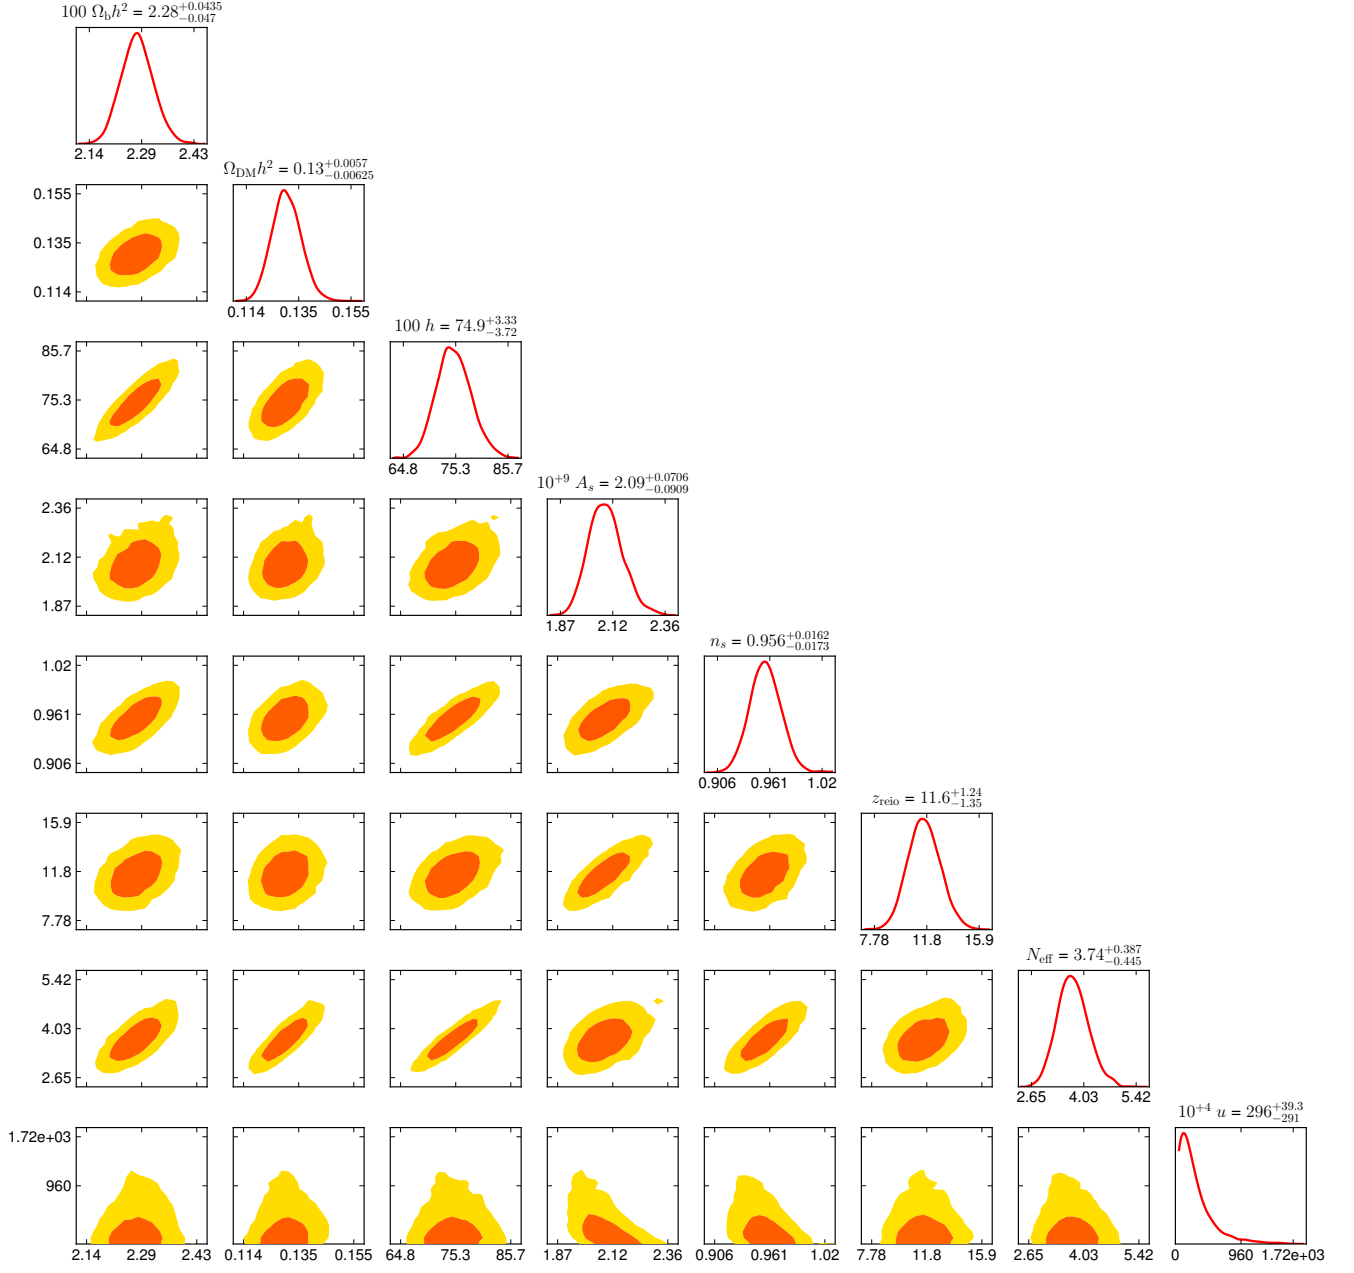 100 Ω_b h² = 2.28^{+0.0435}_{-0.047}
2.14 2.29 2.43
Ω_DM h² = 0.13^{+0.0057}_{-0.00625}
0.155
0.135
0.114
0.114 0.135 0.155
100 h = 74.9^{+3.33}_{-3.72}
85.7
75.3
64.8
64.8 75.3 85.7
10^{+9} A_s = 2.09^{+0.0706}_{-0.0909}
2.36
2.12
1.87
1.87 2.12 2.36
n_s = 0.956^{+0.0162}_{-0.0173}
1.02
0.961
0.906
0.906 0.961 1.02
z_reio = 11.6^{+1.24}_{-1.35}
15.9
11.8
7.78
7.78 11.8 15.9
N_eff = 3.74^{+0.387}_{-0.445}
5.42
4.03
2.65
2.65 4.03 5.42
10^{+4} u = 296^{+39.3}_{-291}
1.72e+03
960
2.14 2.29 2.43 0.114 0.135 0.155 64.8 75.3 85.7 1.87 2.12 2.36 0.906 0.961 1.02 7.78 11.8 15.9 2.65 4.03 5.42 0 960 1.72e+03